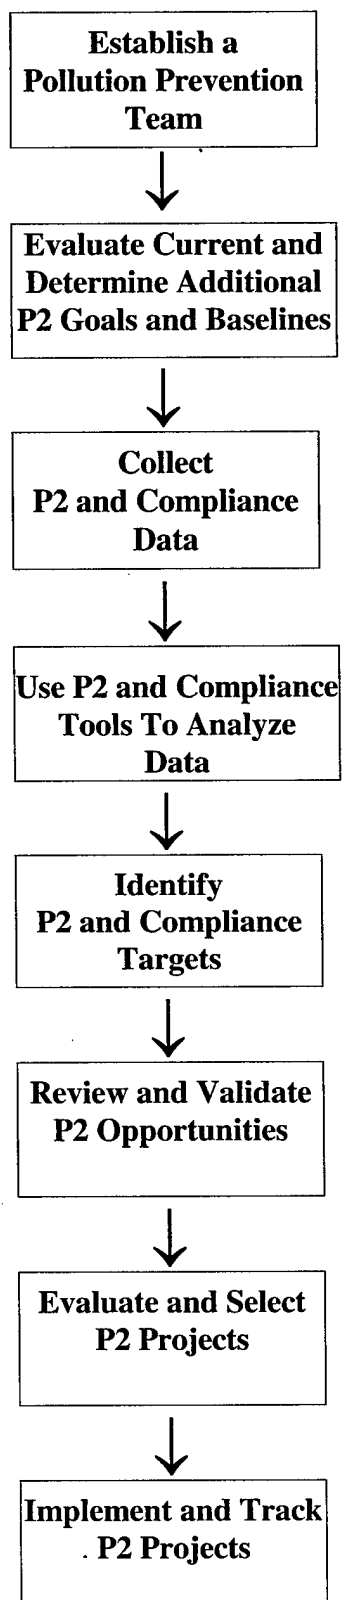 Establish a
Pollution Prevention
Team
Evaluate Current and
Determine Additional
P2 Goals and Baselines
Collect
P2 and Compliance
Data
Use P2 and Compliance
Tools To Analyze
Data
Identify
P2 and Compliance
Targets
Review and Validate
P2 Opportunities
Evaluate and Select
P2 Projects
Implement and Track
P2 Projects